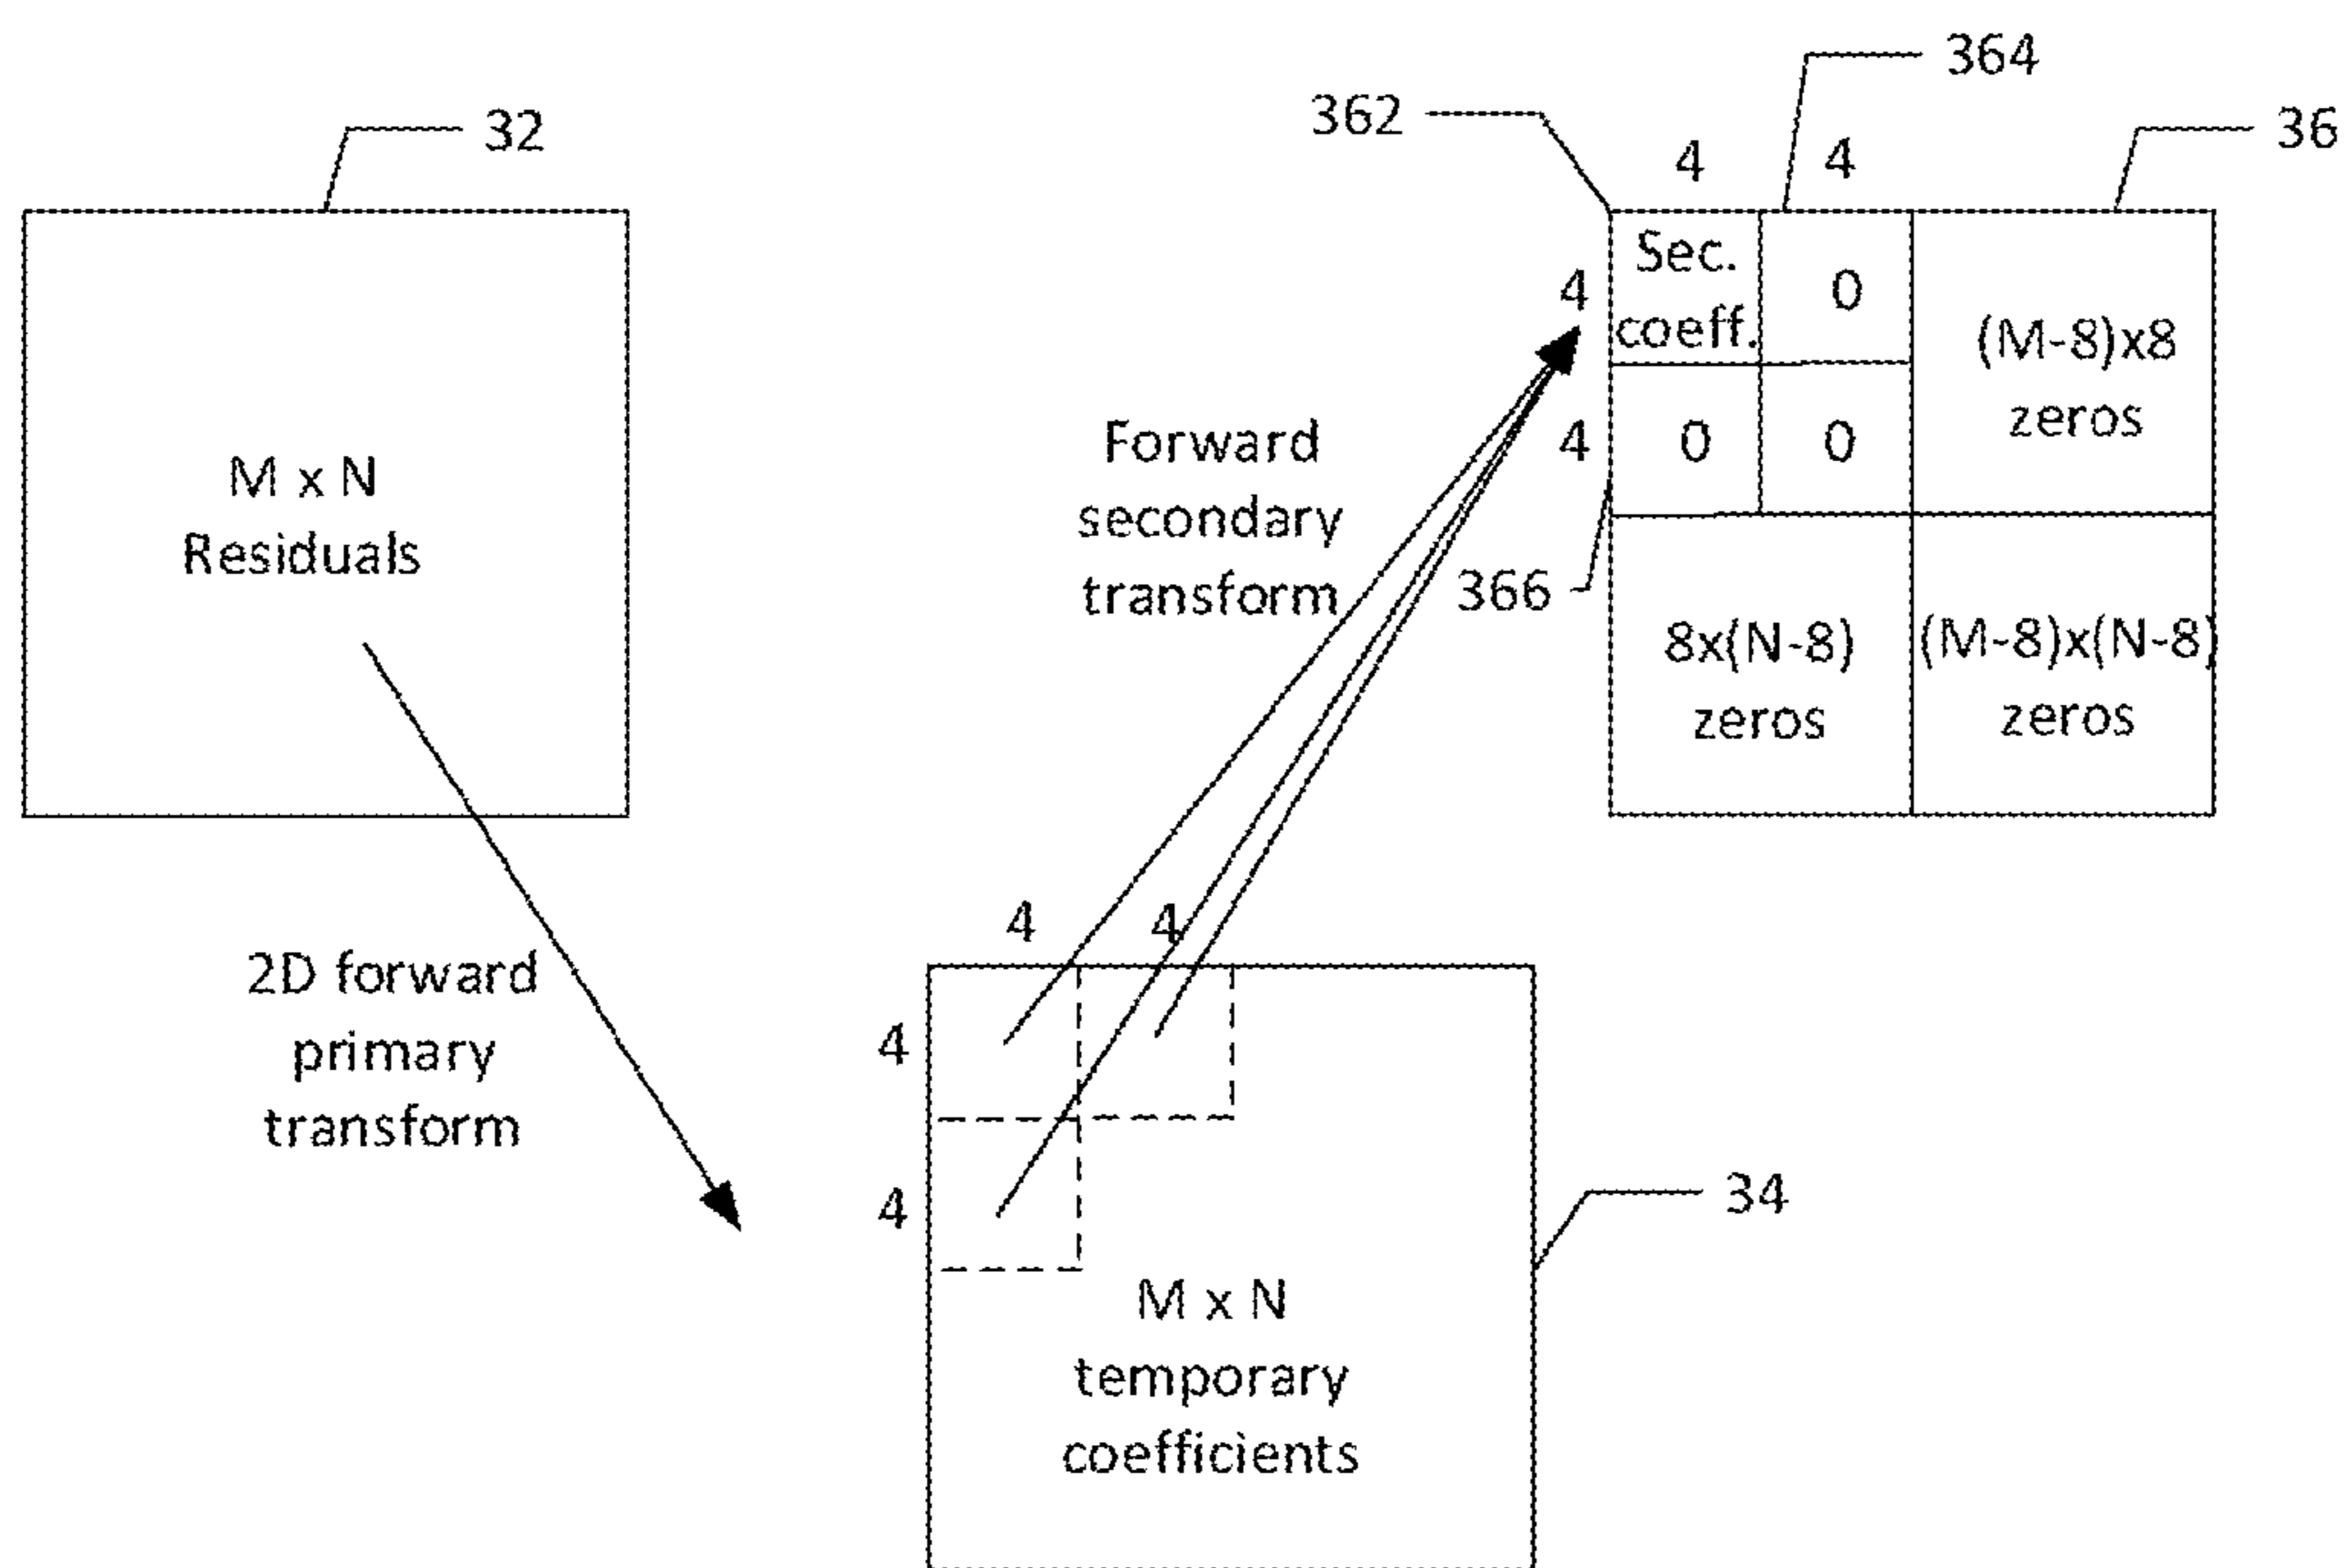 32
M x N
Residuals
2D forward
primary
transform
4
4
4
4
M x N
temporary
coefficients
34
Forward
secondary
transform
362
364
36
4
4
4
4
Sec.
coeff.
0
0
0
(M-8)x8
zeros
366
8x(N-8)
zeros
(M-8)x(N-8)
zeros